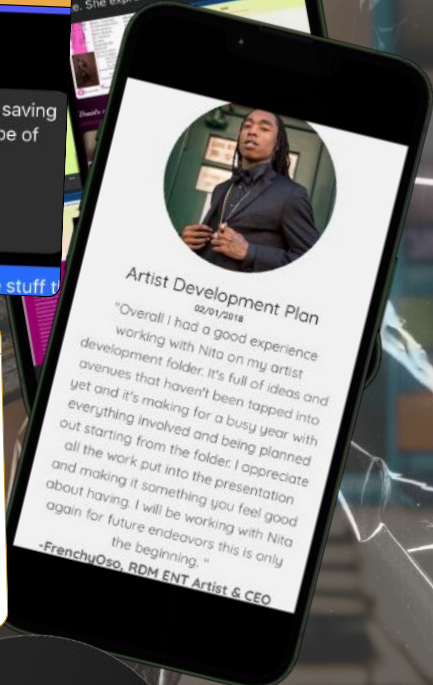 e. She expre
saving
be of
stuff t
Artist Development Plan
02/01/2018
"Overall I had a good experience
working with Nita on my artist
development folder. It's full of ideas and
avenues that haven't been tapped into
yet and it's making for a busy year with
everything involved and being planned
out starting from the folder. I appreciate
all the work put into the presentation
and making it something you feel good
about having. I will be working with Nita
again for future endeavors this is only
the beginning. "
-FrenchyOso, RDM ENT Artist & CEO